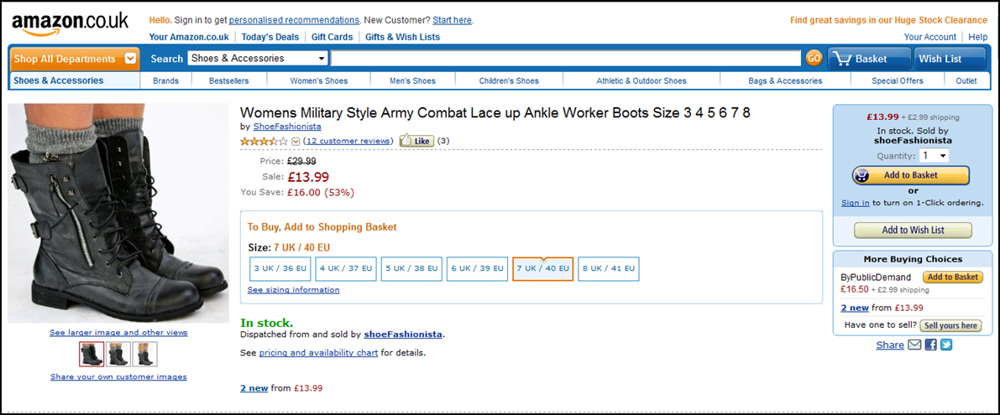 amazon.co.uk
Hello. Sign in to get personalised recommendations. New Customer? Start here.
Find great savings in our Huge Stock Clearance
Your Amazon.co.uk Today's Deals Gift Cards Gifts & Wish Lists
Your Account Help
Shop All Departments
Search Shoes & Accessories
GO
Basket
Wish List
Shoes & Accessories Brands Bestsellers Women's Shoes Men's Shoes Children's Shoes Athletic & Outdoor Shoes Bags & Accessories Special Offers Outlet
Womens Military Style Army Combat Lace up Ankle Worker Boots Size 3 4 5 6 7 8
by ShoeFashionista
(12 customer reviews) Like (3)
Price: £29.99
Sale: £13.99
You Save: £16.00 (53%)
To Buy, Add to Shopping Basket
Size: 7 UK / 40 EU
3 UK / 36 EU 4 UK / 37 EU 5 UK / 38 EU 6 UK / 39 EU 7 UK / 40 EU 8 UK / 41 EU
See sizing information
In stock.
Dispatched from and sold by shoeFashionista.
See pricing and availability chart for details.
2 new from £13.99
See larger image and other views
Share your own customer images
£13.99 + £2.99 shipping
In stock. Sold by
shoeFashionista
Quantity: 1
Add to Basket
or
Sign in to turn on 1-Click ordering.
Add to Wish List
More Buying Choices
ByPublicDemand Add to Basket
£16.50 + £2.99 shipping
2 new from £13.99
Have one to sell? Sell yours here
Share